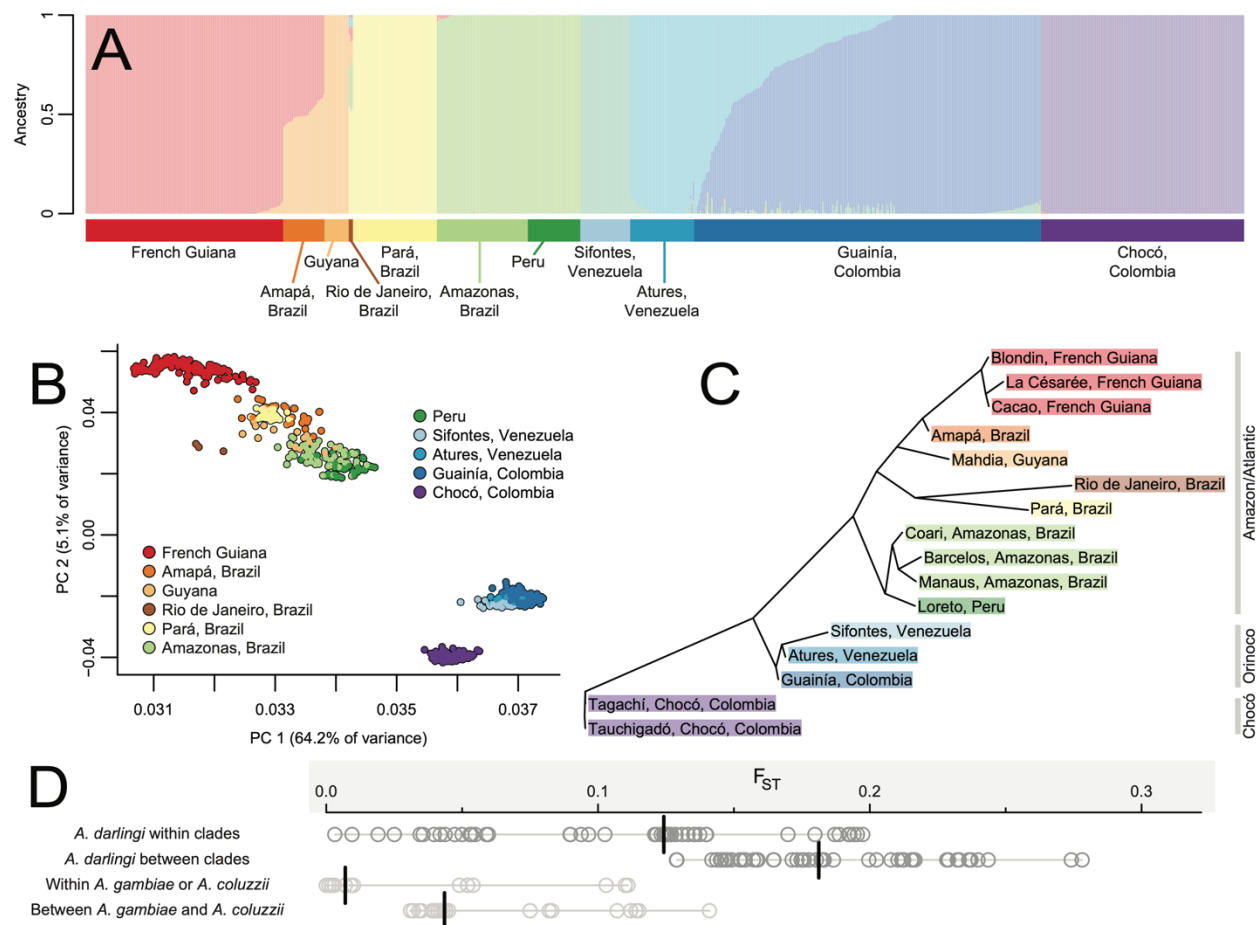 A
Ancestry
1
0.5
0
French Guiana
Amapá,
Brazil
Guyana
Rio de Janeiro,
Brazil
Pará,
Brazil
Amazonas,
Brazil
Peru
Sifontes,
Venezuela
Atures,
Venezuela
Guainía,
Colombia
Chocó,
Colombia
B
PC 2 (5.1% of variance)
0.04
0.00
−0.04
Peru
Sifontes, Venezuela
Atures, Venezuela
Guainía, Colombia
Chocó, Colombia
French Guiana
Amapá, Brazil
Guyana
Rio de Janeiro, Brazil
Pará, Brazil
Amazonas, Brazil
0.031
0.033
0.035
0.037
PC 1 (64.2% of variance)
C
Blondin, French Guiana
La Césarée, French Guiana
Cacao, French Guiana
Amapá, Brazil
Mahdia, Guyana
Rio de Janeiro, Brazil
Pará, Brazil
Coari, Amazonas, Brazil
Barcelos, Amazonas, Brazil
Manaus, Amazonas, Brazil
Loreto, Peru
Sifontes, Venezuela
Atures, Venezuela
Guainía, Colombia
Tagachí, Chocó, Colombia
Tauchigadó, Chocó, Colombia
Amazon/Atlantic
Orinoco
Chocó
D
FST
0.0
0.1
0.2
0.3
A. darlingi within clades
A. darlingi between clades
Within A. gambiae or A. coluzzii
Between A. gambiae and A. coluzzii